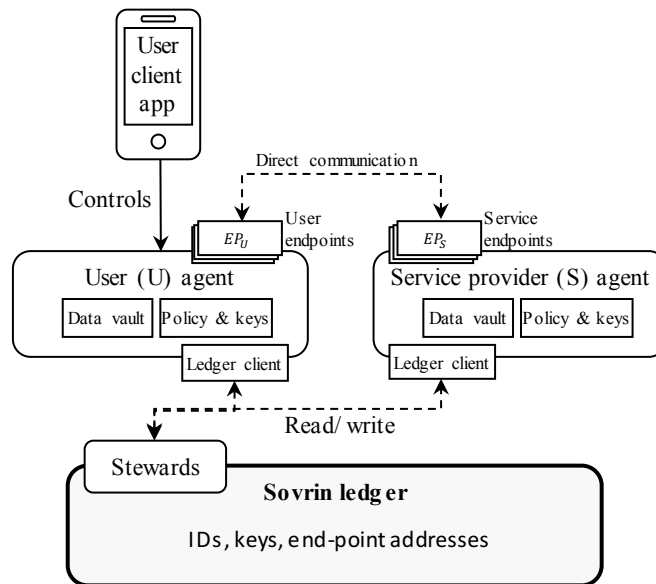 User
client
app
Direct communication
Controls
User
endpoints
Service
endpoints
EP_U
EP_S
User (U) agent
Service provider (S) agent
Data vault
Policy & keys
Data vault
Policy & keys
Ledger client
Ledger client
Read/write
Stewards
Sovrin ledger
IDs, keys, end-point addresses